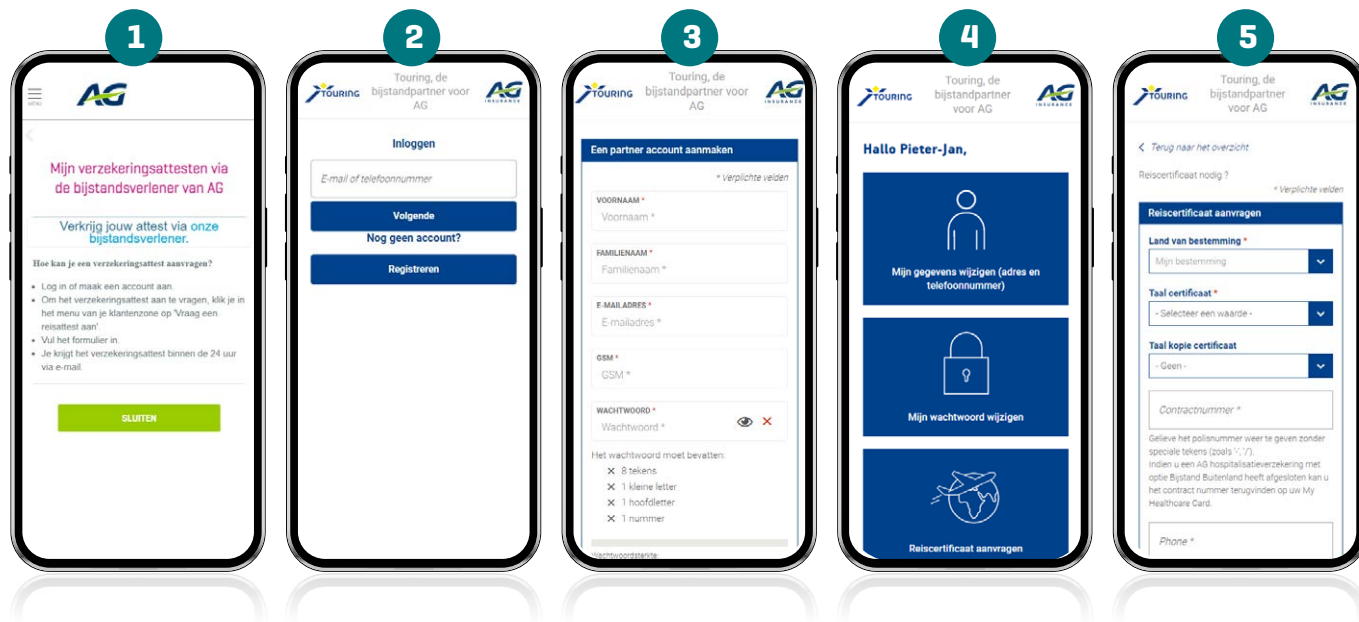 1
MENU
AG
Mijn verzekeringsattesten via
de bijstandsverlener van AG
Verkrijg jouw attest via onze
bijstandsverlener.
Hoe kan je een verzekeringsattest aanvragen?
Log in of maak een account aan.
Om het verzekeringsattest aan te vragen, klik je in
het menu van je klantenzone op 'Vraag een
reisattest aan'.
Vul het formulier in.
Je krijgt het verzekeringsattest binnen de 24 uur
via e-mail.
SLUITEN
2
TOURING
Touring, de
bijstandpartner voor
AG
AG
INSURANCE
Inloggen
E-mail of telefoonnummer
Volgende
Nog geen account?
Registreren
3
TOURING
Touring, de
bijstandpartner voor
AG
AG
INSURANCE
Een partner account aanmaken
* Verplichte velden
VOORNAAM *
Voornaam *
FAMILIENAAM *
Familienaam *
E-MAILADRES *
E-mailadres *
GSM *
GSM *
WACHTWOORD *
Wachtwoord *
Het wachtwoord moet bevatten:
8 tekens
1 kleine letter
1 hoofdletter
1 nummer
Wachtwoordsterkte:
4
TOURING
Touring, de
bijstandpartner
voor AG
AG
INSURANCE
Hallo Pieter-Jan,
Mijn gegevens wijzigen (adres en
telefoonnummer)
Mijn wachtwoord wijzigen
Reiscertificaat aanvragen
5
TOURING
Touring, de
bijstandpartner
voor AG
AG
INSURANCE
Terug naar het overzicht
Reiscertificaat nodig ?
* Verplichte velden
Reiscertificaat aanvragen
Land van bestemming *
Mijn bestemming
Taal certificaat *
- Selecteer een waarde -
Taal kopie certificaat
- Geen -
Contractnummer *
Gelieve het polisnummer weer te geven zonder
speciale tekens (zoals '-', '/').
Indien u een AG hospitalisatieverzekering met
optie Bijstand Buitenland heeft afgesloten kan u
het contract nummer terugvinden op uw My
Healthcare Card.
Phone *